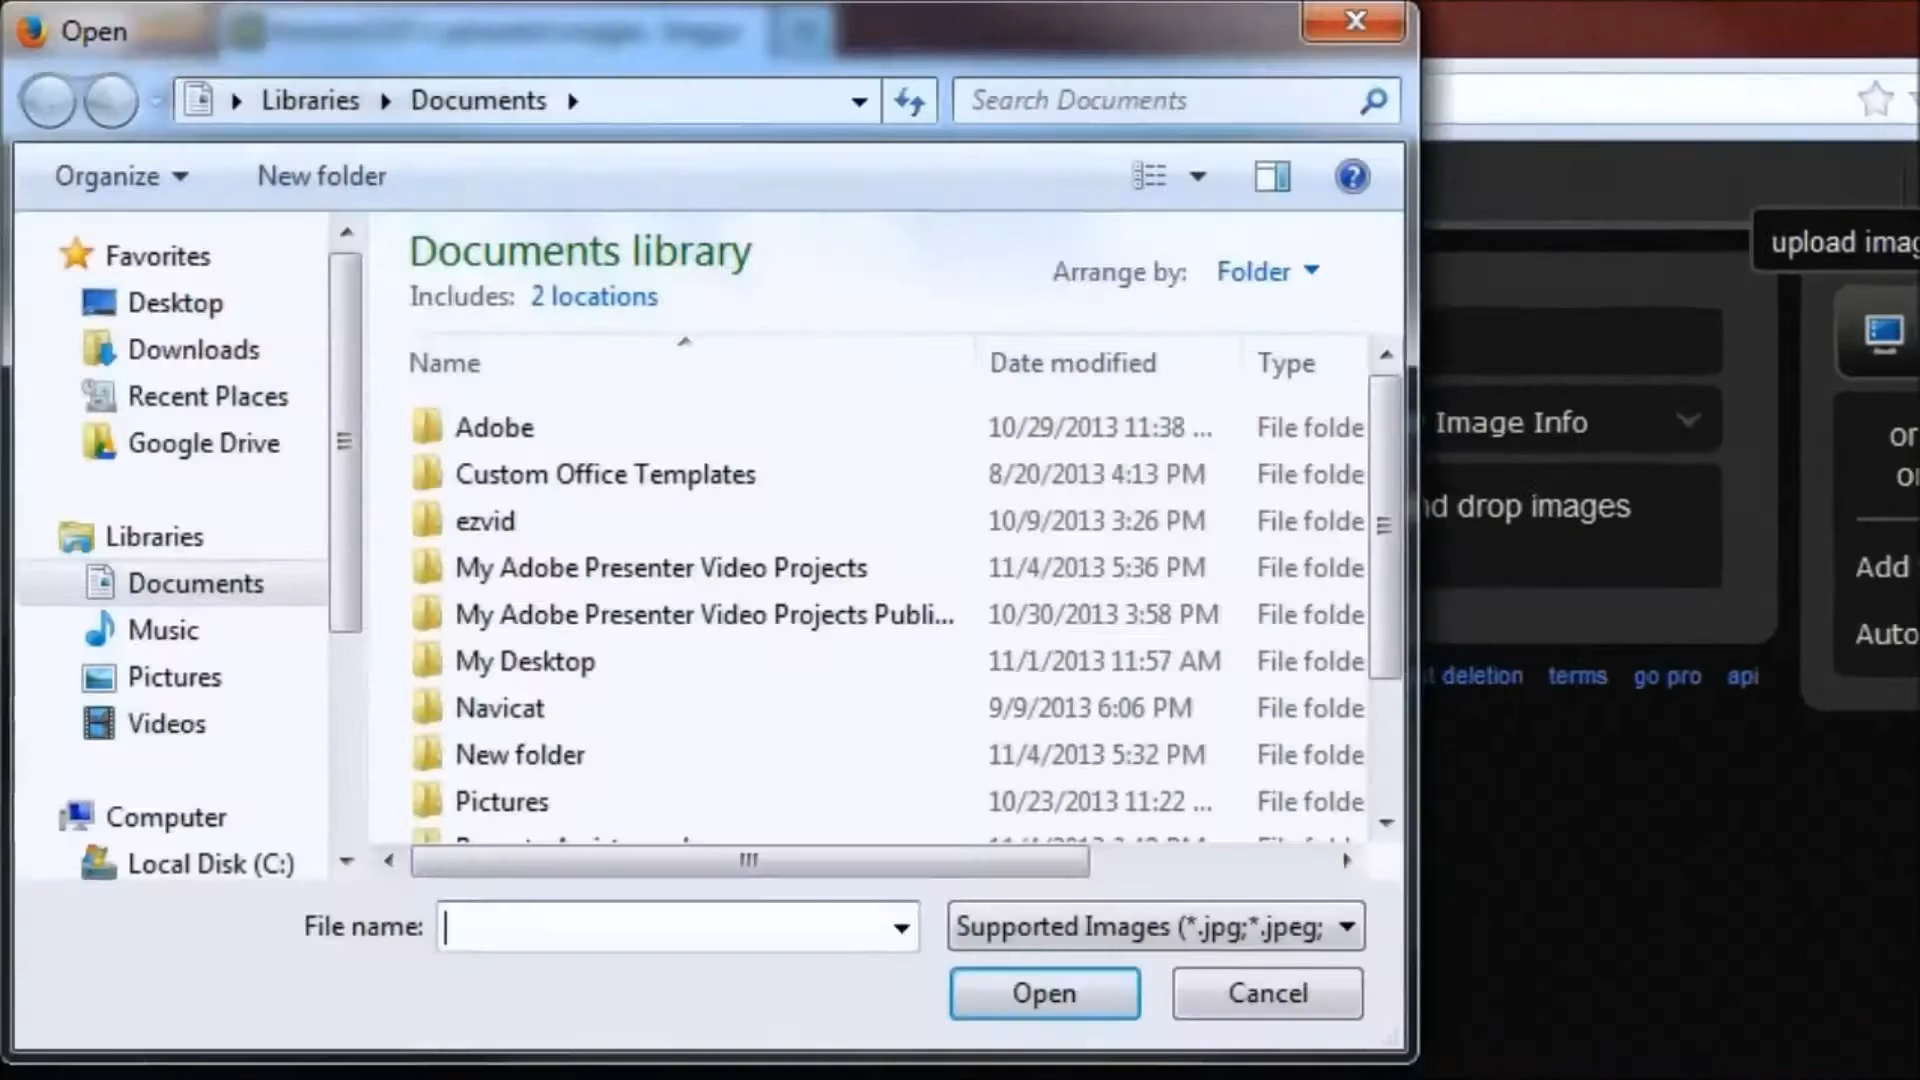 Open
Libraries Documents
Search Documents
Organize
New folder
upload imag
Favorites
Desktop
Downloads
Recent Places
Google Drive
Libraries
Documents
Music
Pictures
Videos
Computer
Local Disk (C:)
Documents library
Includes: 2 locations
Arrange by: Folder
Name Date modified Type
Adobe 10/29/2013 11:38 ... File folde
Custom Office Templates 8/20/2013 4:13 PM File folde
ezvid 10/9/2013 3:26 PM File folde
My Adobe Presenter Video Projects 11/4/2013 5:36 PM File folde
My Adobe Presenter Video Projects Publi... 10/30/2013 3:58 PM File folde
My Desktop 11/1/2013 11:57 AM File folde
Navicat 9/9/2013 6:06 PM File folde
New folder 11/4/2013 5:32 PM File folde
Pictures 10/23/2013 11:22 ... File folde
File name:
Supported Images (*.jpg;*.jpeg;
Open
Cancel
Image Info
nd drop images
t deletion terms go pro api
or
or
Add
Auto